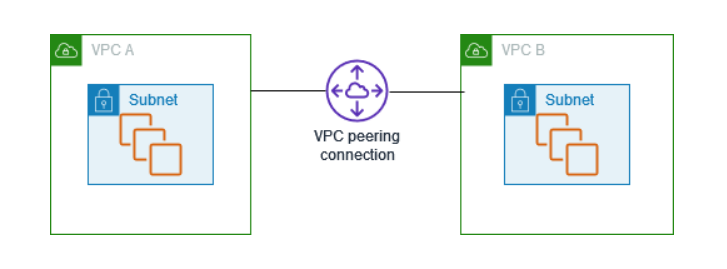 VPC A
VPC B
Subnet
Subnet
VPC peering
connection